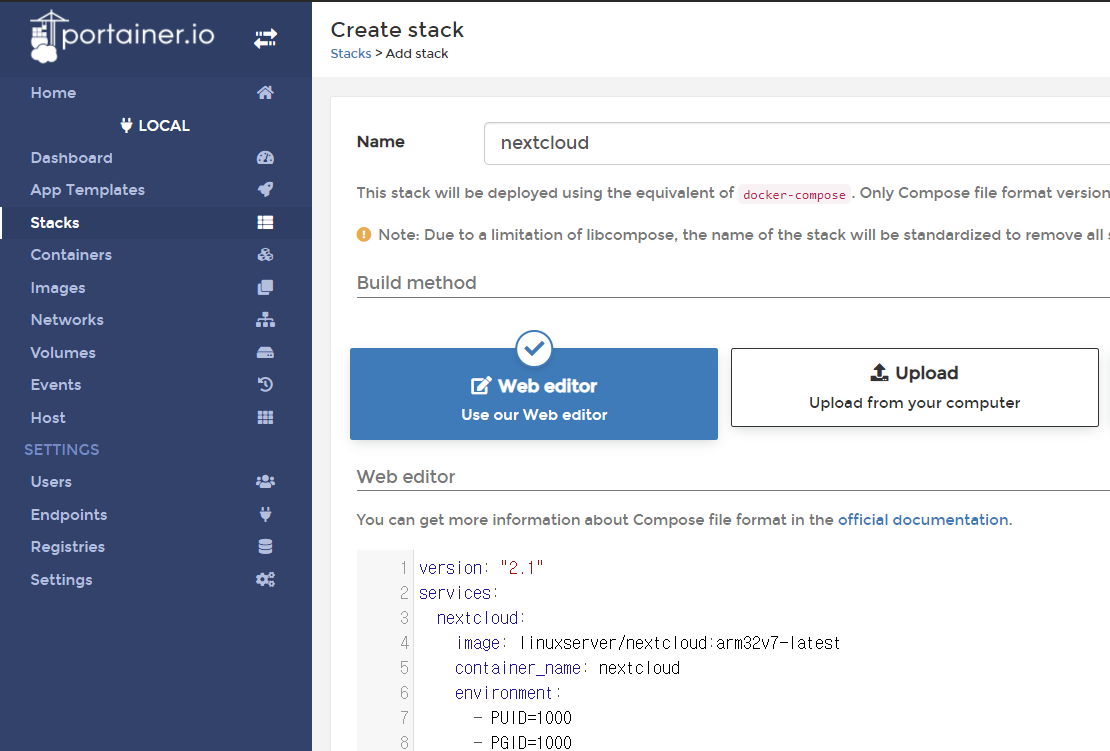 portainer.io
Home
LOCAL
Dashboard
App Templates
Stacks
Containers
Images
Networks
Volumes
Events
Host
SETTINGS
Users
Endpoints
Registries
Settings
Create stack
Stacks > Add stack
Name nextcloud
This stack will be deployed using the equivalent of docker-compose. Only Compose file format version
Note: Due to a limitation of libcompose, the name of the stack will be standardized to remove all
Build method
Web editor
Use our Web editor
Upload
Upload from your computer
Web editor
You can get more information about Compose file format in the official documentation.
1 version: "2.1"
2 services:
3 nextcloud:
4 image: linuxserver/nextcloud:arm32v7-latest
5 container_name: nextcloud
6 environment:
7 - PUID=1000
8 - PGID=1000